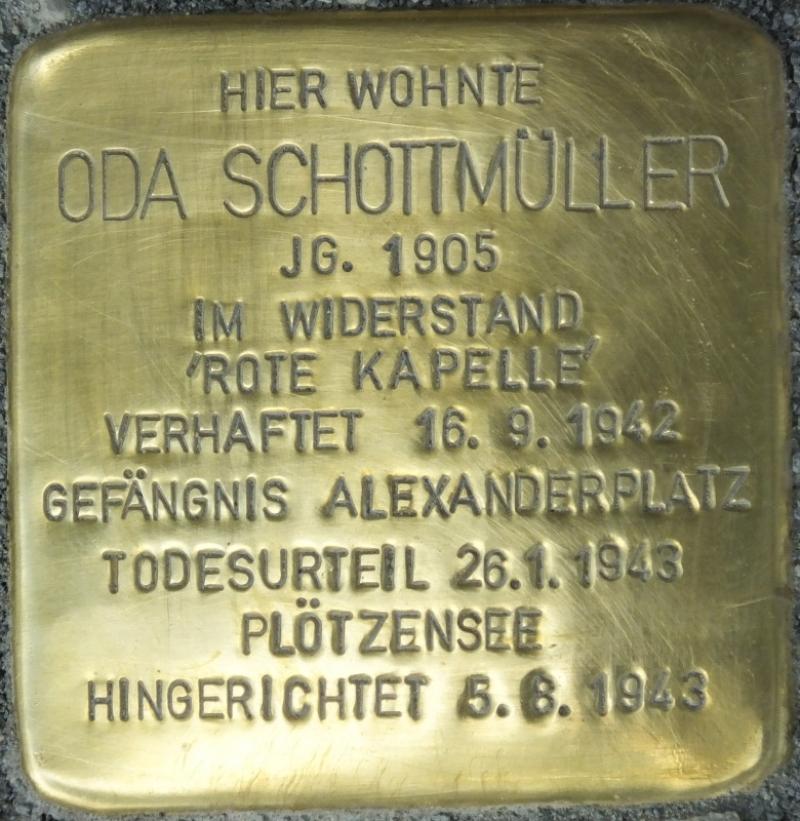 HIER WOHNTE
ODA SCHOTTMÜLLER
JG. 1905
IM WIDERSTAND
'ROTE KAPELLE'
VERHAFTET 16. 9. 1942
GEFÄNGNIS ALEXANDERPLATZ
TODESURTEIL 26.1.1943
PLÖTZENSEE
HINGERICHTET 5.8.1943